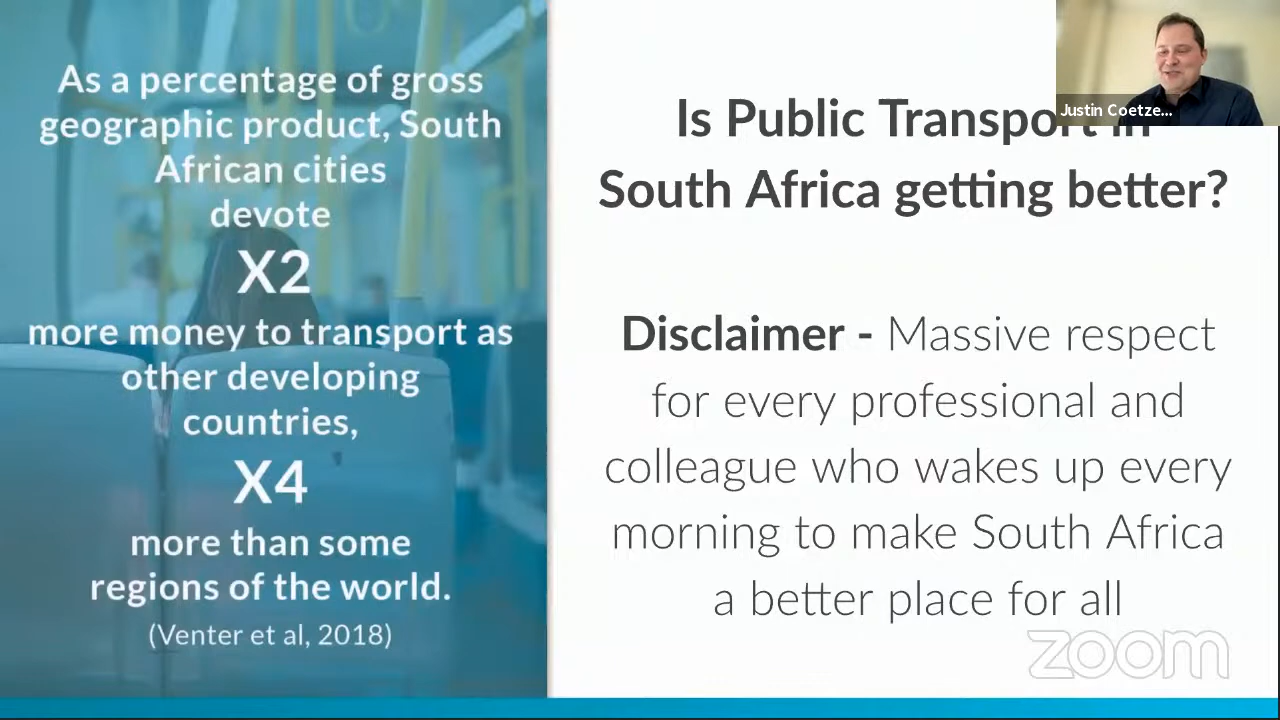 As a percentage of gross
geographic product, South
African cities
devote
X2
more money to transport as
other developing
countries,
X4
more than some
regions of the world.
(Venter et al, 2018)
Justin Coetze...
Is Public Transport in
South Africa getting better?
Disclaimer - Massive respect
for every professional and
colleague who wakes up every
morning to make South Africa
a better place for all
zoom